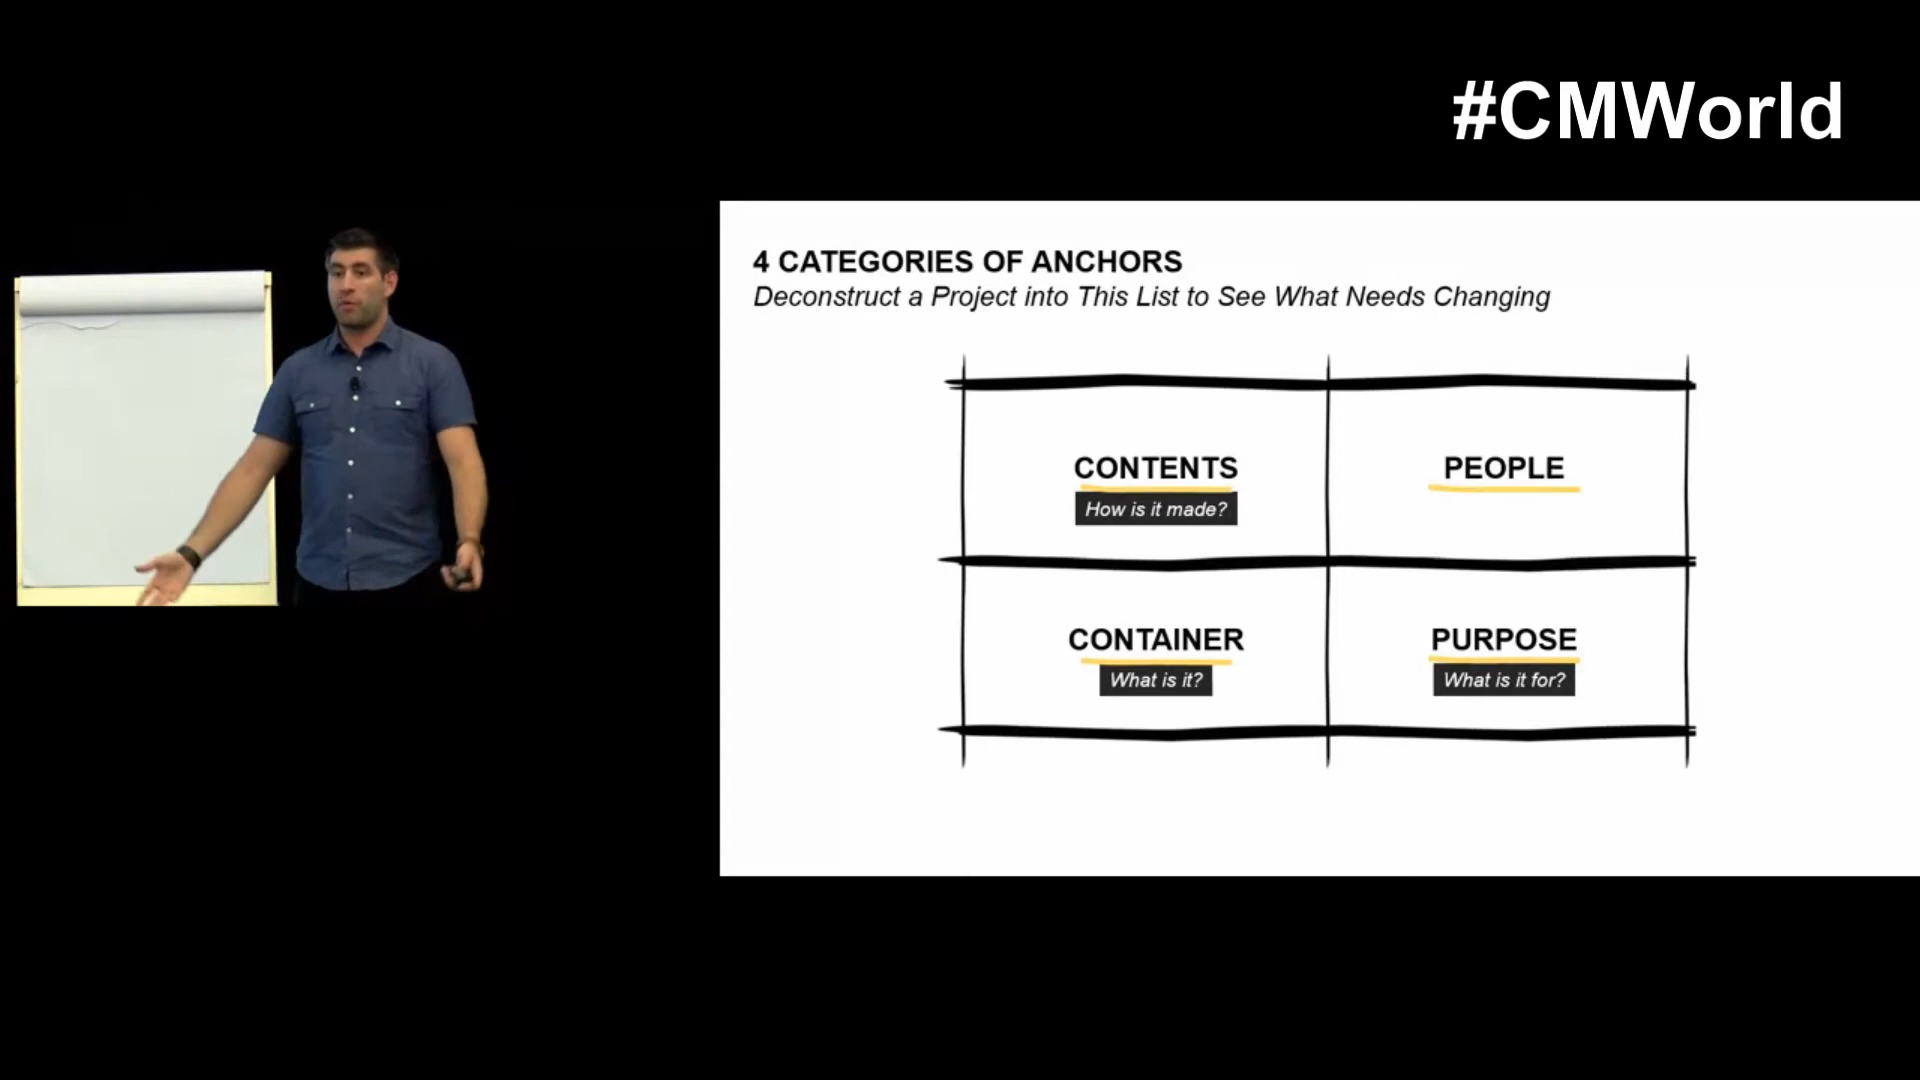 #CMWorld
4 CATEGORIES OF ANCHORS
Deconstruct a Project into This List to See What Needs Changing
CONTENTS
How is it made?
PEOPLE
CONTAINER
What is it?
PURPOSE
What is it for?